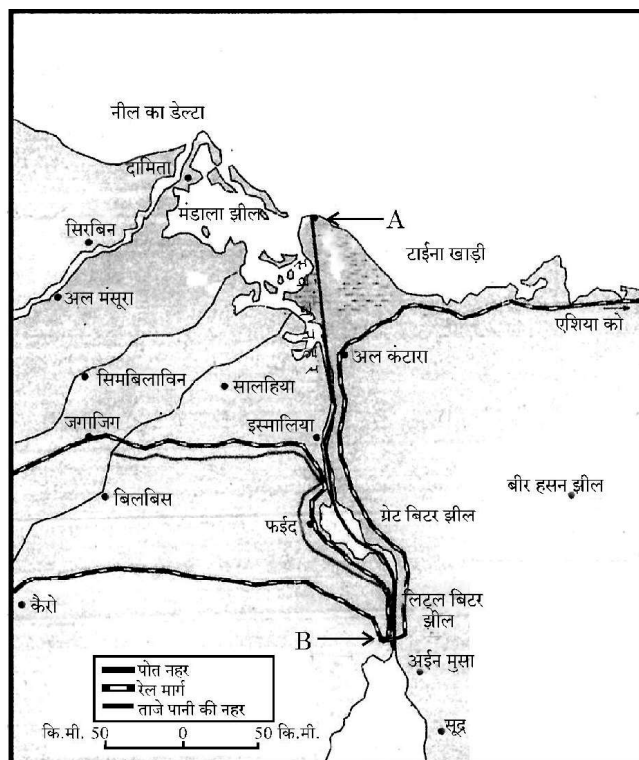 नील का डेल्टा
दामिता
मंडाला झील
A
सिरबिन
टाईना खाड़ी
अल मंसूरा
एशिया को
अल कंटारा
सिमबिलाविन
सालहिया
जगाजिग
इस्मालिया
बिलबिस
बीर हसन झील
ग्रेट बिटर झील
फईद
लिट्ल बिटर
झील
कैरो
B
अईन मुसा
पोत नहर
रेल मार्ग
ताजे पानी की नहर
सूद्र
कि.मी. 50 0 50 कि.मी.